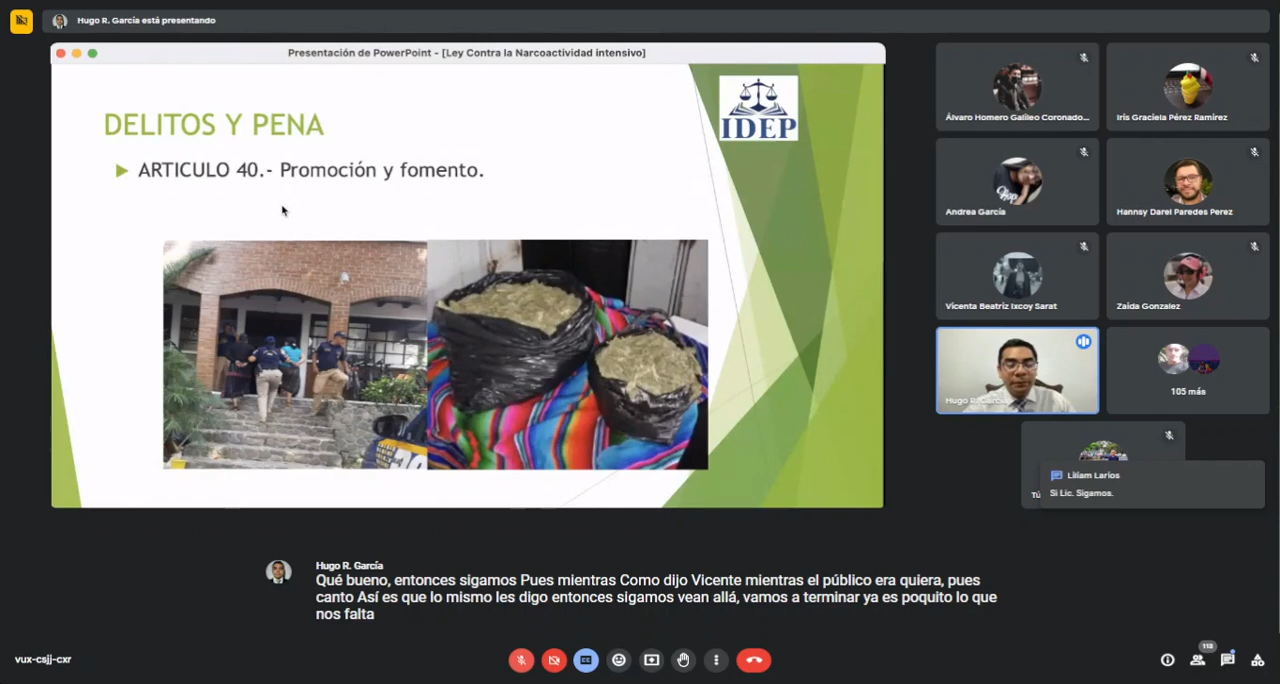 Hugo R. García está presentando
Presentación de PowerPoint - [Ley Contra la Narcoactividad intensivo]
DELITOS Y PENA
IDEP
ARTICULO 40.- Promoción y fomento.
Álvaro Homero Galileo Coronado...
Iris Graciela Pérez Ramírez
Andrea García
Hannsy Darel Paredes Perez
Vicenta Beatriz Ixcoy Sarat
Zaida Gonzalez
Hugo R. García
105 más
Tú
Liliam Larios
Si Lic. Sigamos.
Hugo R. García
Qué bueno, entonces sigamos Pues mientras Como dijo Vicente mientras el público era quiera, pues
canto Así es que lo mismo les digo entonces sigamos vean allá, vamos a terminar ya es poquito lo que
nos falta
vux-csjj-cxr
CC
113